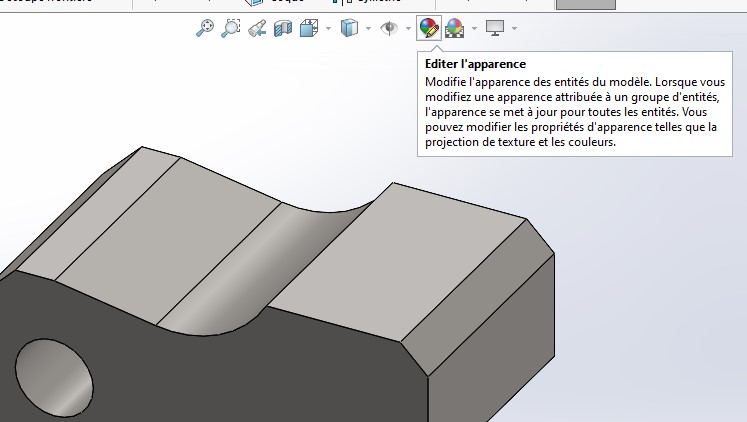 Editer l'apparence
Modifie l'apparence des entités du modèle. Lorsque vous
modifiez une apparence attribuée à un groupe d'entités,
l'apparence se met à jour pour toutes les entités. Vous
pouvez modifier les propriétés d'apparence telles que la
projection de texture et les couleurs.